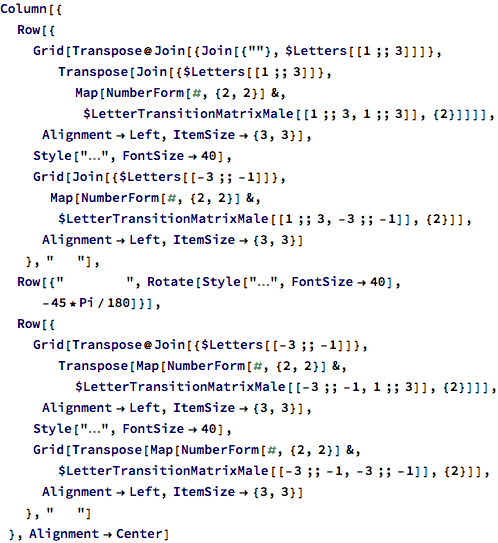 Column[{
Row[{
Grid[Transpose@Join[{Join[{""}, $Letters[[1 ;; 3]]]},
Transpose[Join[{$Letters[[1 ;; 3]]},
Map[NumberForm[#, {2, 2}] &,
$LetterTransitionMatrixMale[[1 ;; 3, 1 ;; 3]], {2}]]]],
Alignment → Left, ItemSize → {3, 3}],
Style["…", FontSize → 40],
Grid[Join[{$Letters[[-3 ;; -1]]},
Map[NumberForm[#, {2, 2}] &,
$LetterTransitionMatrixMale[[1 ;; 3, -3 ;; -1]], {2}]],
Alignment → Left, ItemSize → {3, 3}]
}, "   "],
Row[{"        ", Rotate[Style["…", FontSize → 40],
-45 * Pi / 180]}],
Row[{
Grid[Transpose@Join[{$Letters[[-3 ;; -1]]},
Transpose[Map[NumberForm[#, {2, 2}] &,
$LetterTransitionMatrixMale[[-3 ;; -1, 1 ;; 3]], {2}]]],
Alignment → Left, ItemSize → {3, 3}],
Style["…", FontSize → 40],
Grid[Transpose[Map[NumberForm[#, {2, 2}] &,
$LetterTransitionMatrixMale[[-3 ;; -1, -3 ;; -1]], {2}]],
Alignment → Left, ItemSize → {3, 3}]
}, "   "]
}, Alignment → Center]